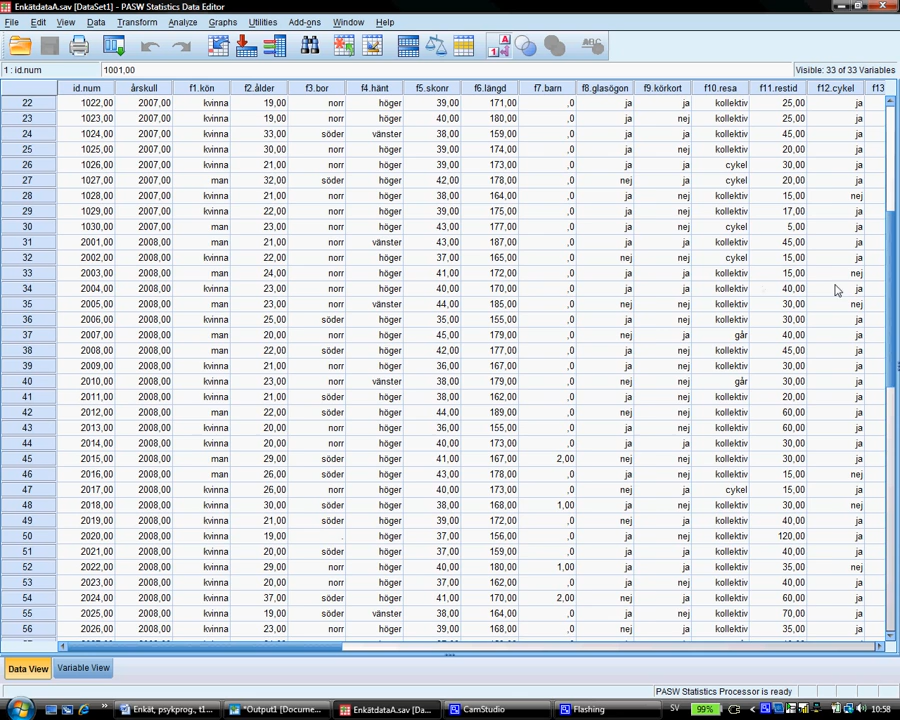 EnkätdataA.sav [DataSet1] - PASW Statistics Data Editor
File Edit View Data Transform Analyze Graphs Utilities Add-ons Window Help
1 : id.num 1001,00 Visible: 33 of 33 Variables
id.num årskull f1.kön f2.ålder f3.bor f4.hänt f5.skonr f6.längd f7.barn f8.glasögon f9.körkort f10.resa f11.restid f12.cykel f13
22 1022,00 2007,00 kvinna 19,00 norr höger 39,00 171,00 ,0 ja ja kollektiv 25,00 ja
23 1023,00 2007,00 kvinna 19,00 norr höger 40,00 180,00 ,0 ja nej kollektiv 25,00 ja
24 1024,00 2007,00 kvinna 33,00 söder vänster 38,00 159,00 ,0 ja ja kollektiv 45,00 ja
25 1025,00 2007,00 kvinna 30,00 norr höger 39,00 174,00 ,0 ja nej kollektiv 20,00 ja
26 1026,00 2007,00 kvinna 21,00 norr höger 39,00 173,00 ,0 ja ja cykel 30,00 ja
27 1027,00 2007,00 man 32,00 söder höger 42,00 178,00 ,0 nej ja cykel 20,00 ja
28 1028,00 2007,00 kvinna 21,00 norr höger 38,00 164,00 ,0 ja nej kollektiv 15,00 nej
29 1029,00 2007,00 kvinna 22,00 norr höger 39,00 175,00 ,0 ja nej kollektiv 17,00 ja
30 1030,00 2007,00 man 23,00 norr höger 43,00 177,00 ,0 ja nej cykel 5,00 ja
31 2001,00 2008,00 man 21,00 norr vänster 43,00 187,00 ,0 ja ja kollektiv 45,00 ja
32 2002,00 2008,00 kvinna 22,00 norr höger 37,00 165,00 ,0 nej nej cykel 15,00 ja
33 2003,00 2008,00 man 24,00 norr höger 41,00 172,00 ,0 ja ja kollektiv 15,00 nej
34 2004,00 2008,00 kvinna 23,00 norr höger 40,00 170,00 ,0 ja ja kollektiv 40,00 ja
35 2005,00 2008,00 man 23,00 norr vänster 44,00 185,00 ,0 nej nej kollektiv 30,00 nej
36 2006,00 2008,00 kvinna 25,00 söder höger 35,00 155,00 ,0 ja nej kollektiv 30,00 ja
37 2007,00 2008,00 man 20,00 norr höger 45,00 179,00 ,0 nej ja går 40,00 ja
38 2008,00 2008,00 man 22,00 söder höger 42,00 177,00 ,0 ja nej kollektiv 45,00 ja
39 2009,00 2008,00 kvinna 21,00 norr höger 36,00 167,00 ,0 ja ja kollektiv 30,00 ja
40 2010,00 2008,00 kvinna 23,00 norr vänster 38,00 179,00 ,0 nej nej går 30,00 ja
41 2011,00 2008,00 kvinna 21,00 söder höger 38,00 162,00 ,0 ja ja kollektiv 20,00 ja
42 2012,00 2008,00 man 22,00 söder höger 44,00 189,00 ,0 nej nej kollektiv 60,00 ja
43 2013,00 2008,00 kvinna 20,00 söder höger 36,00 155,00 ,0 ja ja kollektiv 60,00 ja
44 2014,00 2008,00 kvinna 20,00 norr höger 40,00 173,00 ,0 ja ja kollektiv 30,00 ja
45 2015,00 2008,00 man 29,00 söder höger 41,00 167,00 2,00 nej nej kollektiv 30,00 ja
46 2016,00 2008,00 man 26,00 söder höger 43,00 178,00 ,0 ja nej kollektiv 15,00 nej
47 2017,00 2008,00 kvinna 26,00 norr höger 40,00 173,00 ,0 nej ja cykel 15,00 ja
48 2018,00 2008,00 kvinna 30,00 söder höger 38,00 168,00 1,00 ja ja kollektiv 30,00 nej
49 2019,00 2008,00 kvinna 21,00 söder höger 39,00 172,00 ,0 nej ja kollektiv 40,00 ja
50 2020,00 2008,00 kvinna 19,00 . höger 37,00 156,00 ,0 ja nej kollektiv 120,00 ja
51 2021,00 2008,00 kvinna 20,00 söder höger 37,00 159,00 ,0 ja ja kollektiv 40,00 ja
52 2022,00 2008,00 kvinna 29,00 norr höger 40,00 180,00 1,00 ja ja kollektiv 35,00 nej
53 2023,00 2008,00 kvinna 20,00 norr höger 37,00 162,00 ,0 ja nej kollektiv 40,00 ja
54 2024,00 2008,00 kvinna 37,00 söder höger 41,00 170,00 2,00 nej nej kollektiv 60,00 ja
55 2025,00 2008,00 kvinna 19,00 söder vänster 38,00 164,00 ,0 ja nej kollektiv 70,00 ja
56 2026,00 2008,00 kvinna 23,00 norr höger 40,00 168,00 ,0 nej ja kollektiv 35,00 ja
Data View Variable View
PASW Statistics Processor is ready
Enkät, psykprog., t1... *Output1 [Docume... EnkätdataA.sav [Da... CamStudio Flashing SV 99% 10:58